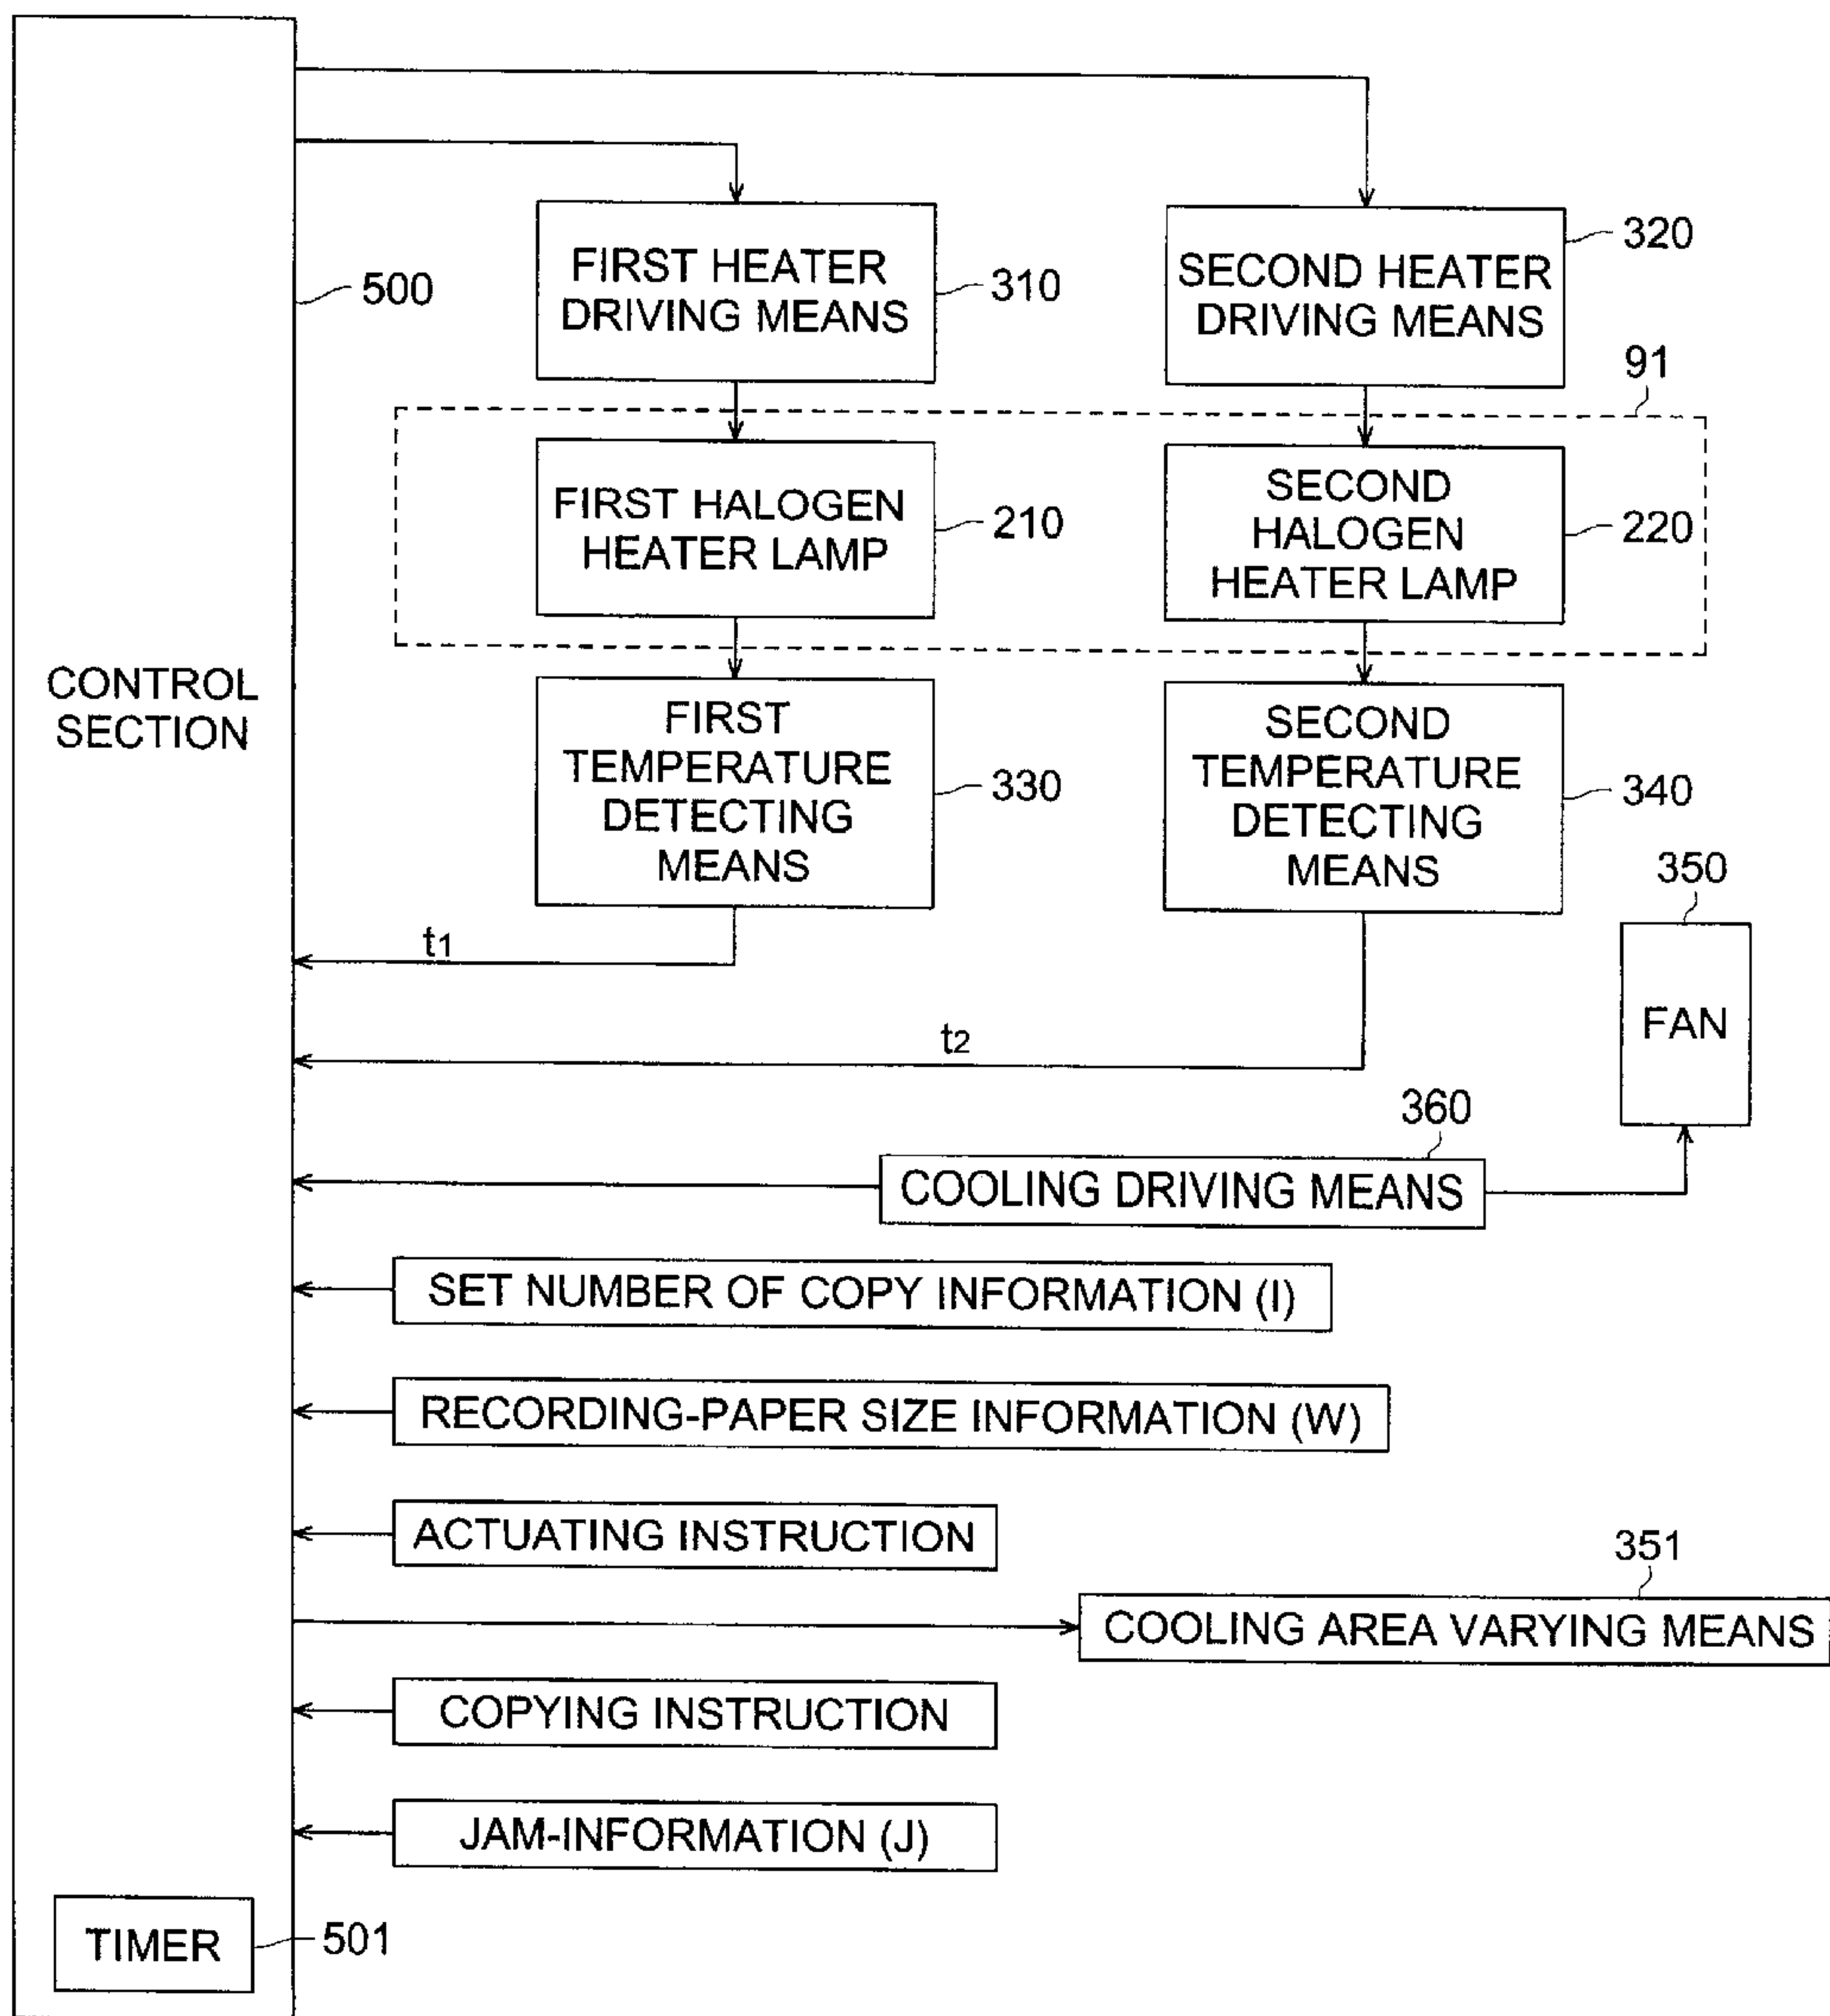 320
FIRST HEATER
DRIVING MEANS
310
SECOND HEATER
DRIVING MEANS
500
91
FIRST HALOGEN
HEATER LAMP
210
SECOND
HALOGEN
HEATER LAMP
220
CONTROL
SECTION
FIRST
TEMPERATURE
DETECTING
MEANS
330
SECOND
TEMPERATURE
DETECTING
MEANS
340
350
FAN
t1
t2
360
COOLING DRIVING MEANS
SET NUMBER OF COPY INFORMATION (I)
RECORDING-PAPER SIZE INFORMATION (W)
ACTUATING INSTRUCTION
351
COOLING AREA VARYING MEANS
COPYING INSTRUCTION
JAM-INFORMATION (J)
TIMER
501